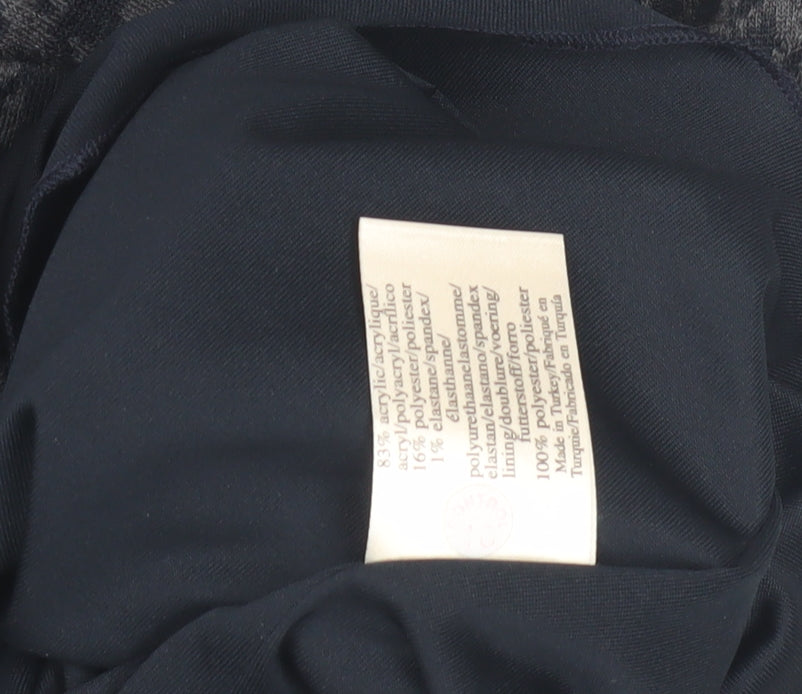 83% acrylic/acrylique/
acryl/polyacryl/acrílico
16% polyester/poliester
1% elastane/spandex/
élasthanne/
polyurethaanelastomme/
elastan/elastano/spandex
lining/doublure/voering/
futterstoff/forro
100% polyester/poliester
Made in Turkey/Fabriqué en
Turquie/Fabricado en Turquía